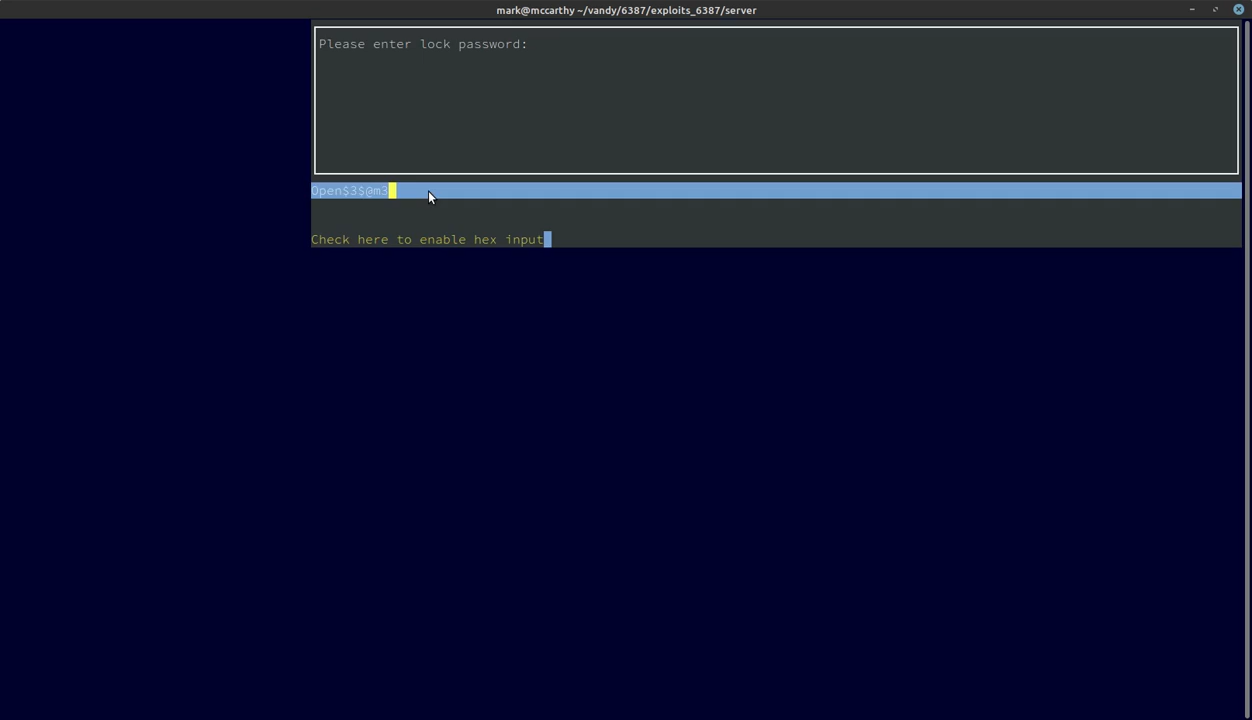 mark@mccarthy ~/vandy/6387/exploits_6387/server
Please enter lock password:
Open$3$@m3
Check here to enable hex input